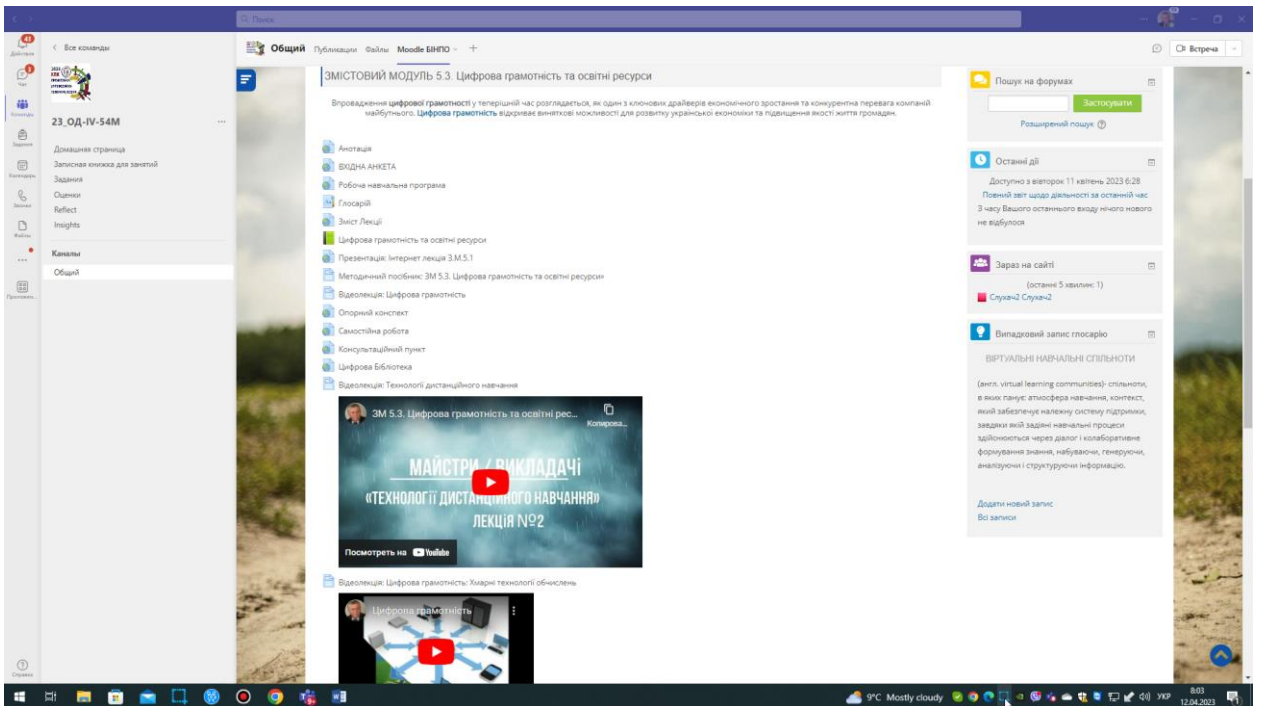 Поиск
Действия
41
Чат
Команды
Задания
Календарь
Звонки
Файлы
Приложен...
Справка
Все команды
23_ОД-IV-54М
Домашняя страница
Записная книжка для занятий
Задания
Оценки
Reflect
Insights
Каналы
Общий
Общий Публикации Файлы Moodle БІНПО
Встреча
ЗМІСТОВИЙ МОДУЛЬ 5.3. Цифрова грамотність та освітні ресурси
Впровадження цифрової грамотності у теперішній час розглядається, як один з ключових драйверів економічного зростання та конкурентна перевага компаній
майбутнього. Цифрова грамотність відкриває виняткові можливості для розвитку української економіки та підвищення якості життя громадян.
Анотація
ВХІДНА АНКЕТА
Робоча навчальна програма
Глосарій
Зміст Лекції
Цифрова грамотність та освітні ресурси
Презентація: Інтернет лекція З.М.5.1
Методичний посібник: ЗМ 5.3. Цифрова грамотність та освітні ресурси»
Відеолекція: Цифрова грамотність
Опорний конспект
Самостійна робота
Консультаційний пункт
Цифрова Бібліотека
Відеолекція: Технології дистанційного навчання
ЗМ 5.3. Цифрова грамотність та освітні рес...
Копирова...
МАЙСТРИ / ВИКЛАДАЧі
«ТЕХНОЛОГії ДИСТАНЦіЙНОГО НАВЧАННЯ»
ЛЕКЦіЯ №2
Посмотреть на YouTube
Відеолекція: Цифрова грамотність: Хмарні технології обчислень
Цифрова грамотність
Пошук на форумах
Застосувати
Розширений пошук
Останні дії
Доступно з вівторок 11 квітень 2023 6:28
Повний звіт щодо діяльності за останній час
З часу Вашого останнього входу нічого нового
не відбулося
Зараз на сайті
(останні 5 хвилин: 1)
Слухач2 Слухач2
Випадковий запис глосарію
ВІРТУАЛЬНІ НАВЧАЛЬНІ СПІЛЬНОТИ
(англ. virtual learning communities)- спільноти,
в яких панує: атмосфера навчання, контекст,
який забезпечує належну систему підтримки,
завдяки якій задіяні навчальні процеси
здійснюються через діалог і колаборативне
формування знання, набуваючи, генеруючи,
аналізуючи і структуруючи інформацію.
Додати новий запис
Всі записи
9°C Mostly cloudy
УКР
8:03
12.04.2023